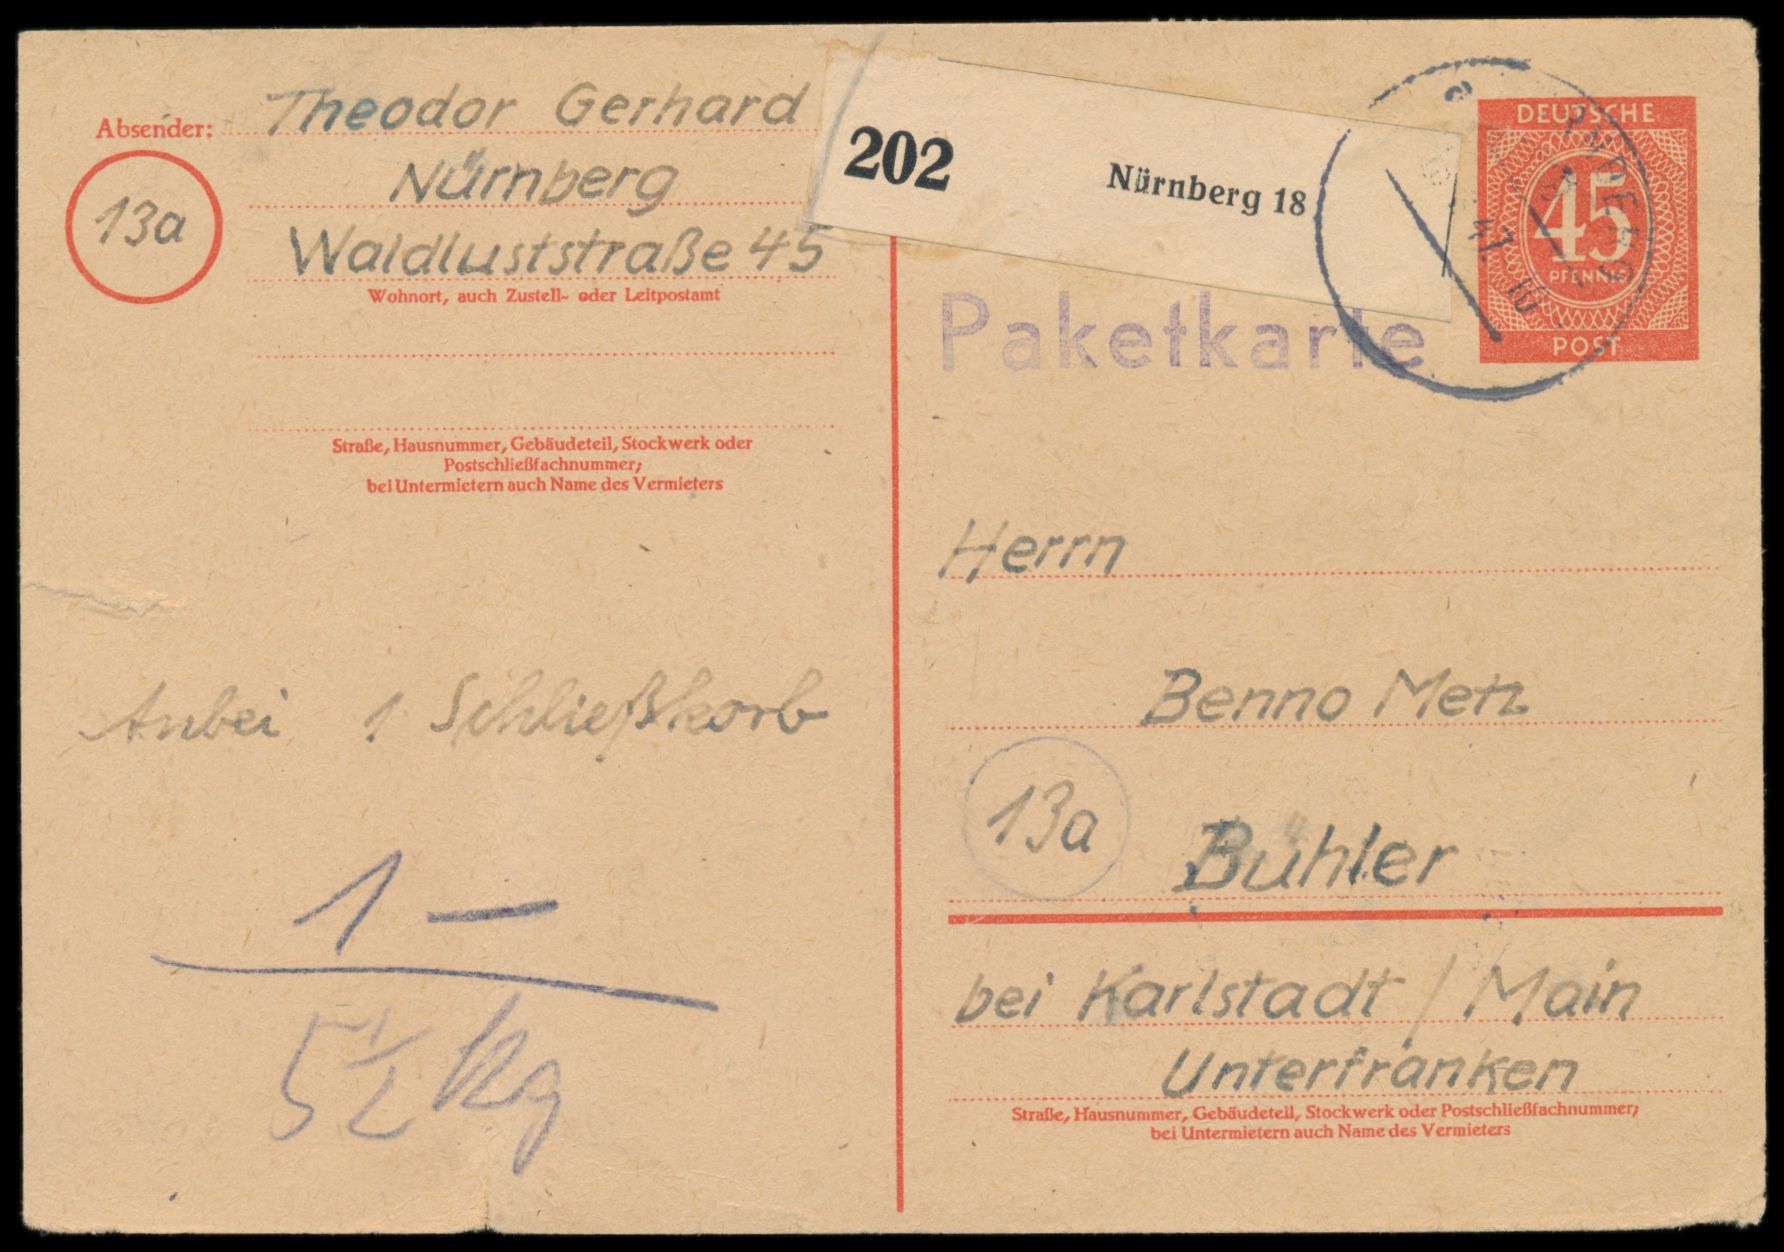 Absender: Theodor Gerhard
13a
Nürnberg
Waldluststraße 45
Wohnort, auch Zustell- oder Leitpostamt
Straße, Hausnummer, Gebäudeteil, Stockwerk oder
Postschließfachnummer;
bei Untermietern auch Name des Vermieters
Anbei 1 Schließkorb
1 —
5 1/2 Kg
202 Nürnberg 18
DEUTSCHE
45
PFENNIG
POST
Paketkarte
Herrn
Benno Metz
13a
Bühler
bei Karlstadt / Main
Unterfranken
Straße, Hausnummer, Gebäudeteil, Stockwerk oder Postschließfachnummer;
bei Untermietern auch Name des Vermieters